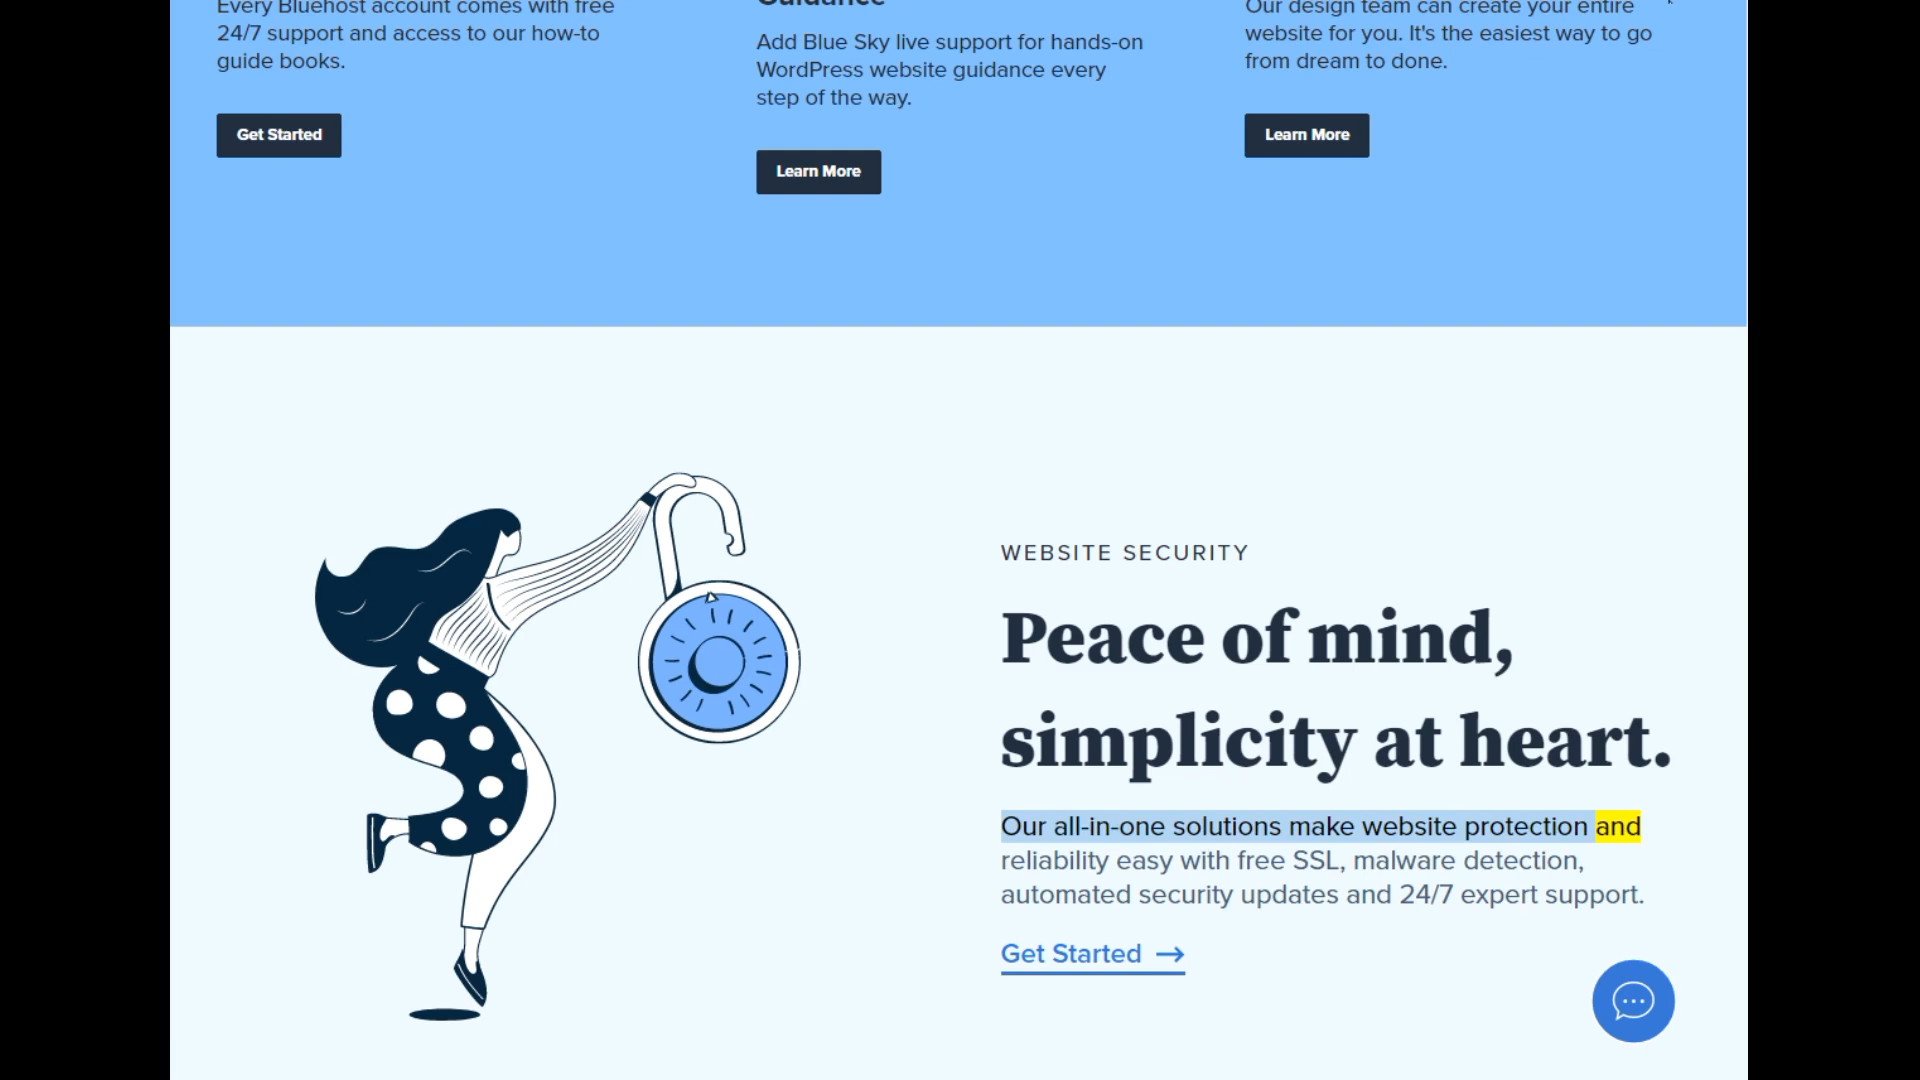 Every Bluehost account comes with free
24/7 support and access to our how-to
guide books.
Get Started
Guidance
Add Blue Sky live support for hands-on
WordPress website guidance every
step of the way.
Learn More
Our design team can create your entire
website for you. It's the easiest way to go
from dream to done.
Learn More
WEBSITE SECURITY
Peace of mind,
simplicity at heart.
Our all-in-one solutions make website protection and
reliability easy with free SSL, malware detection,
automated security updates and 24/7 expert support.
Get Started →